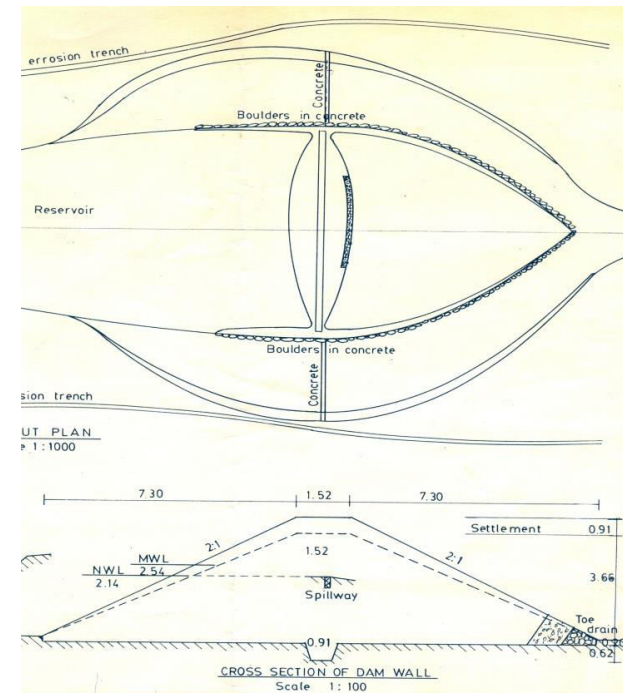 errosion trench
Concrete
Boulders in concrete
Reservoir
Boulders in concrete
Concrete
sion trench
UT PLAN
e 1:1000
7.30
1.52
7.30
2:1
2:1
Settlement
0.91
1.52
MWL
2.54
NWL
2.14
3.66
Spillway
Toe
drain
0.91
0.62
CROSS SECTION OF DAM WALL
Scale 1: 100